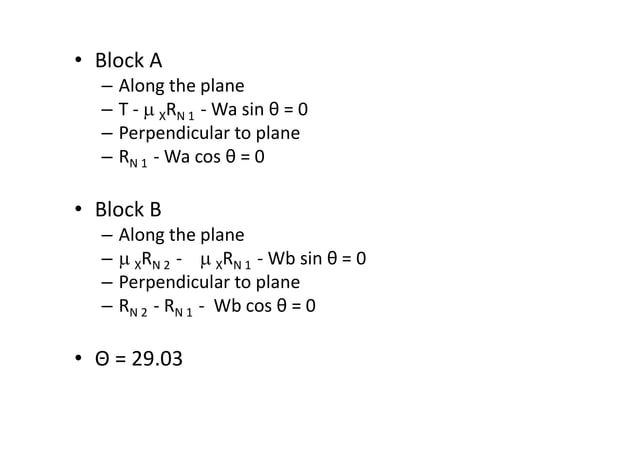 • Block A
– Along the plane
– T - μ XRN 1 - Wa sin θ = 0
– Perpendicular to plane
– RN 1 - Wa cos θ = 0
• Block B
– Along the plane
– μ XRN 2 - μ XRN 1 - Wb sin θ = 0
– Perpendicular to plane
– RN 2 - RN 1 - Wb cos θ = 0
• Θ = 29.03